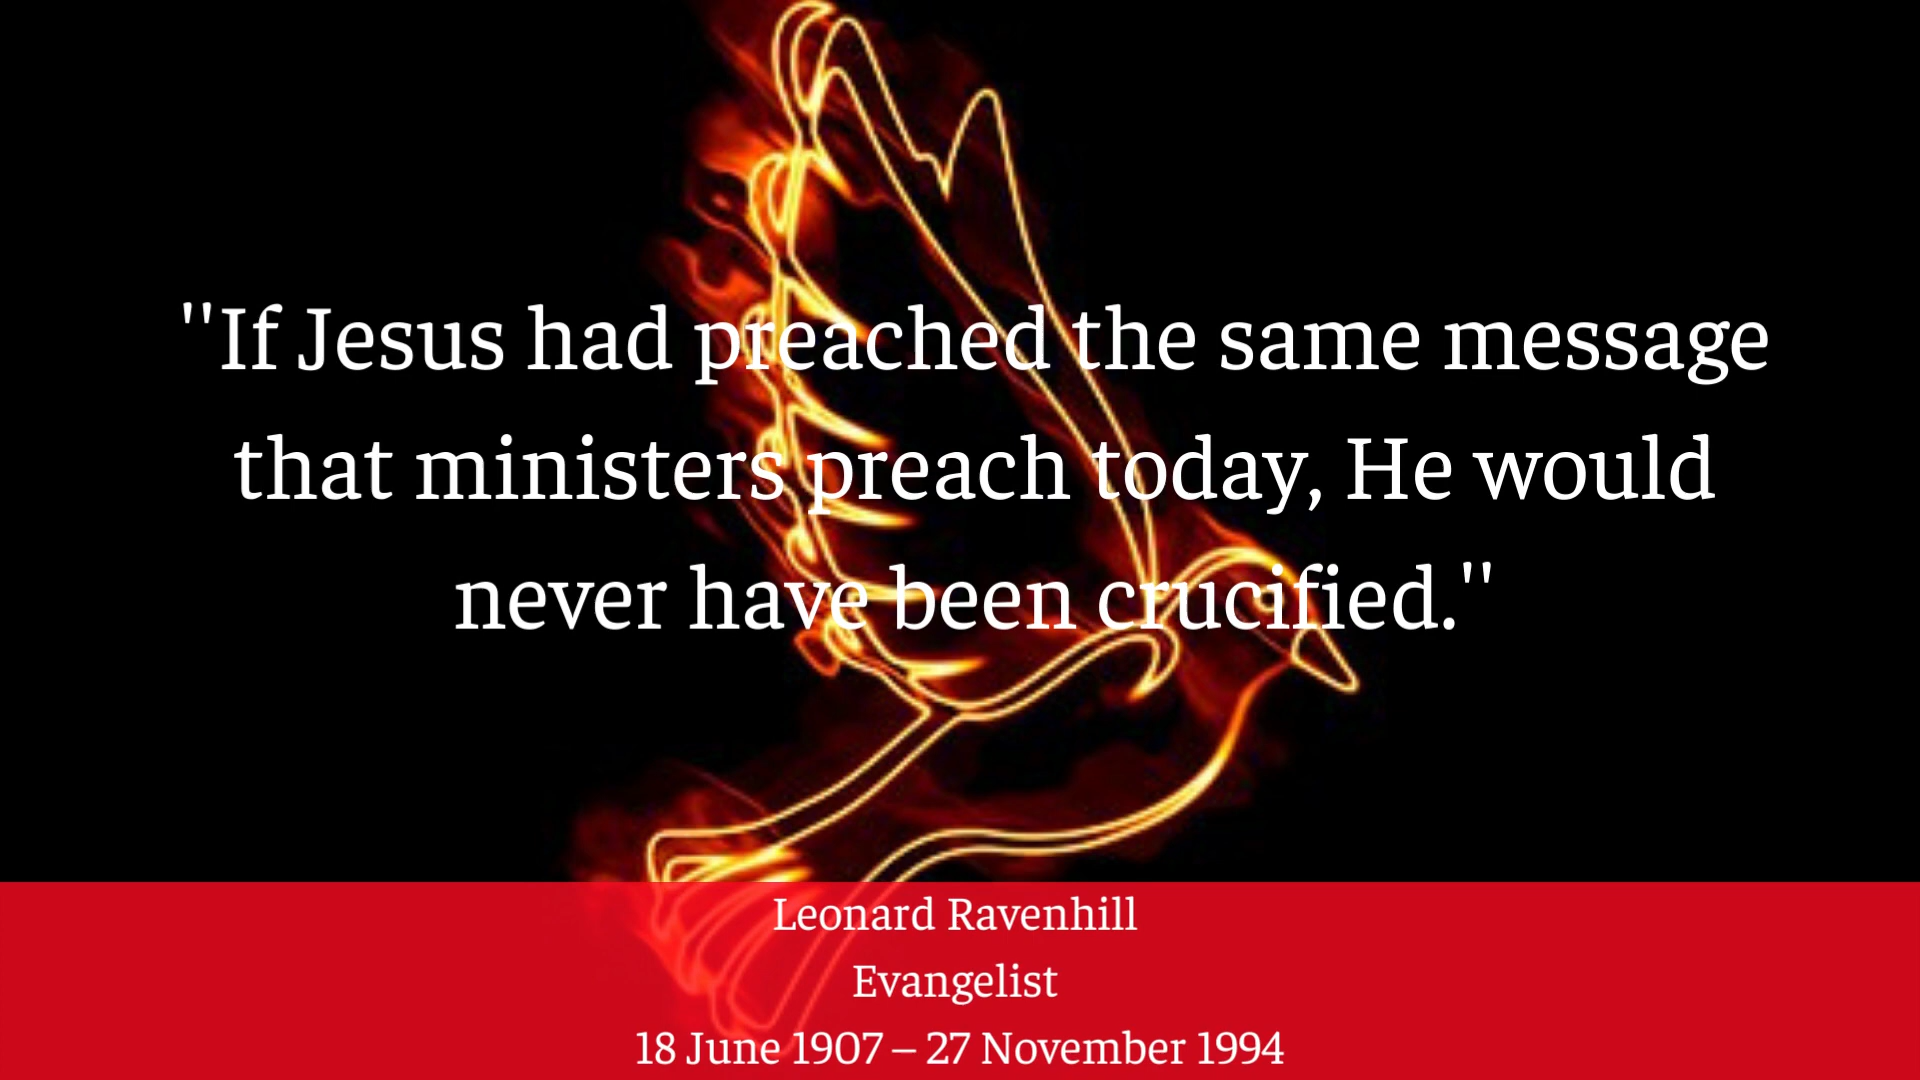 "If Jesus had preached the same message
that ministers preach today, He would
never have been crucified."
Leonard Ravenhill
Evangelist
18 June 1907 – 27 November 1994